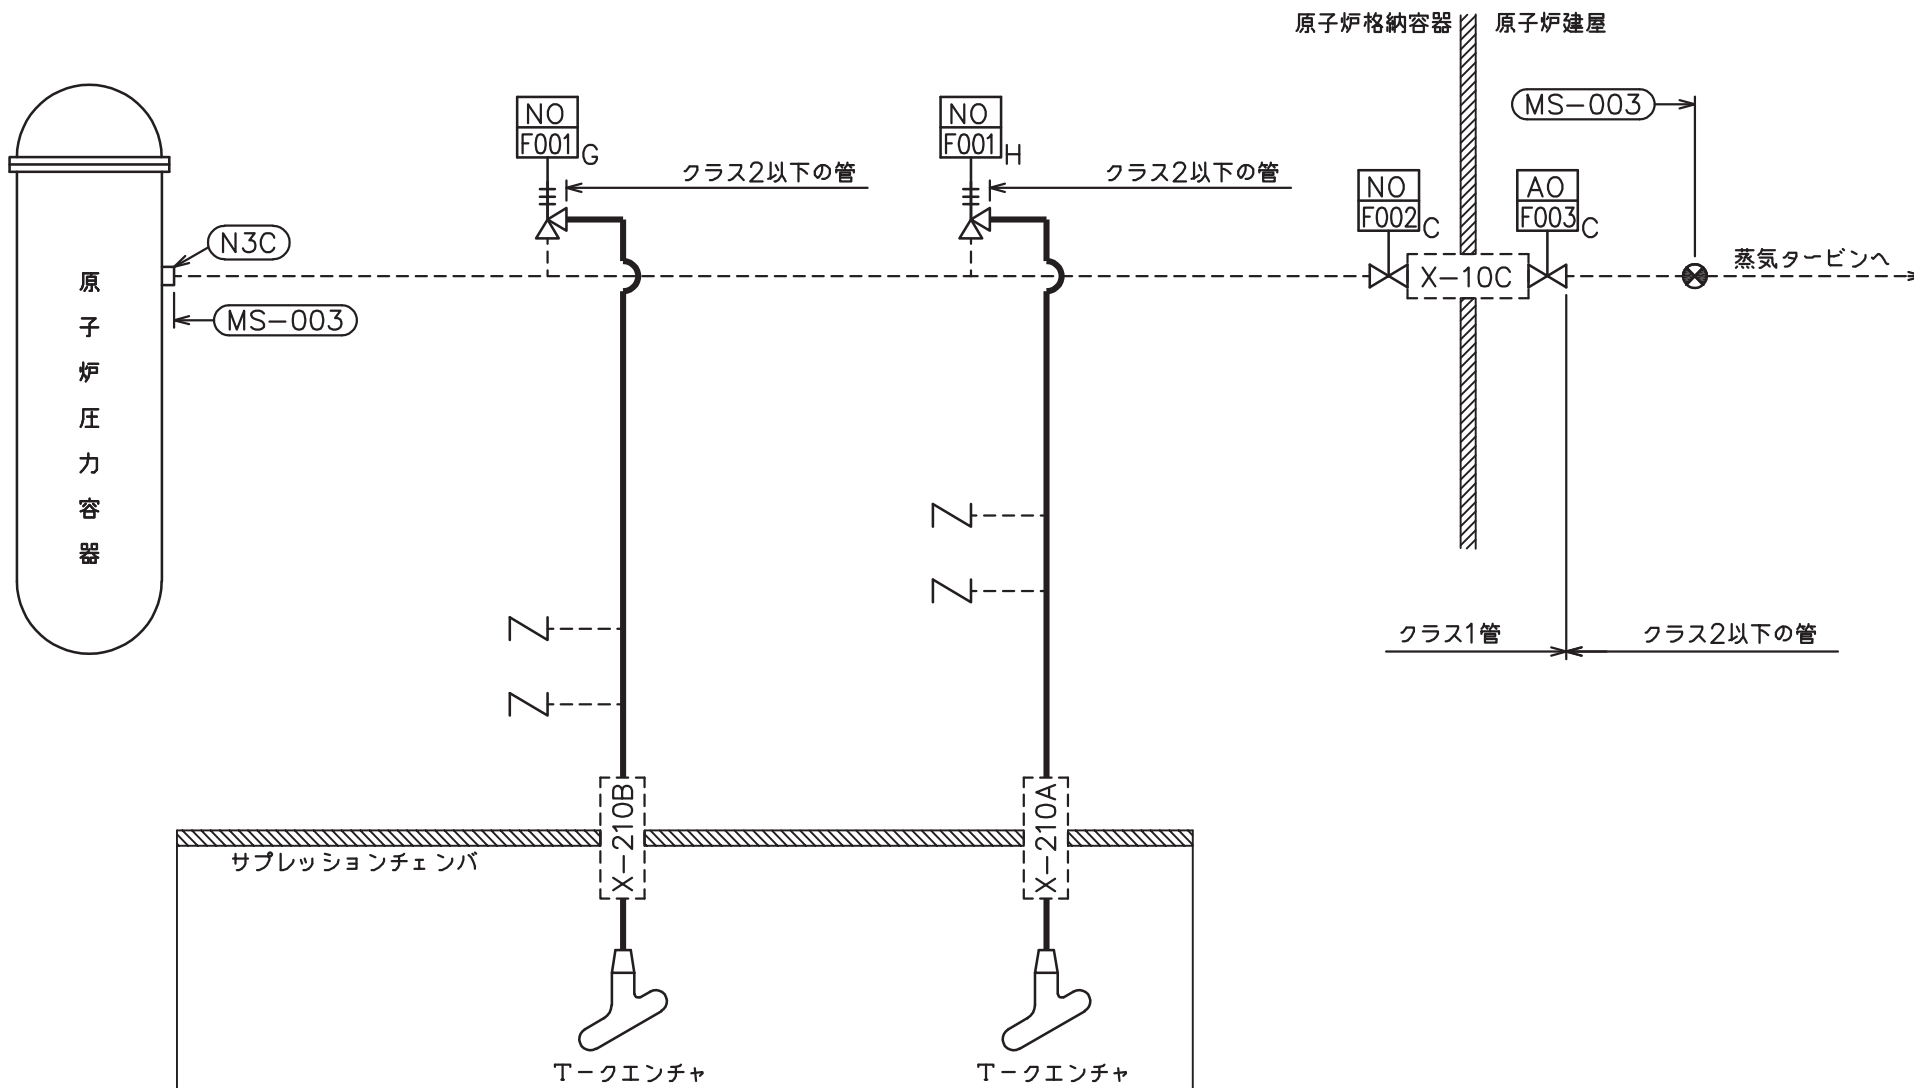 原子炉格納容器
原子炉建屋
NO
F001
G
クラス2以下の管
NO
F001
H
クラス2以下の管
MS-003
NO
F002
C
AO
F003
C
N3C
X-10C
蒸気タービンへ
MS-003
原子炉圧力容器
クラス1管
クラス2以下の管
X-210B
X-210A
サプレッションチェンバ
T-クエンチャ
T-クエンチャ